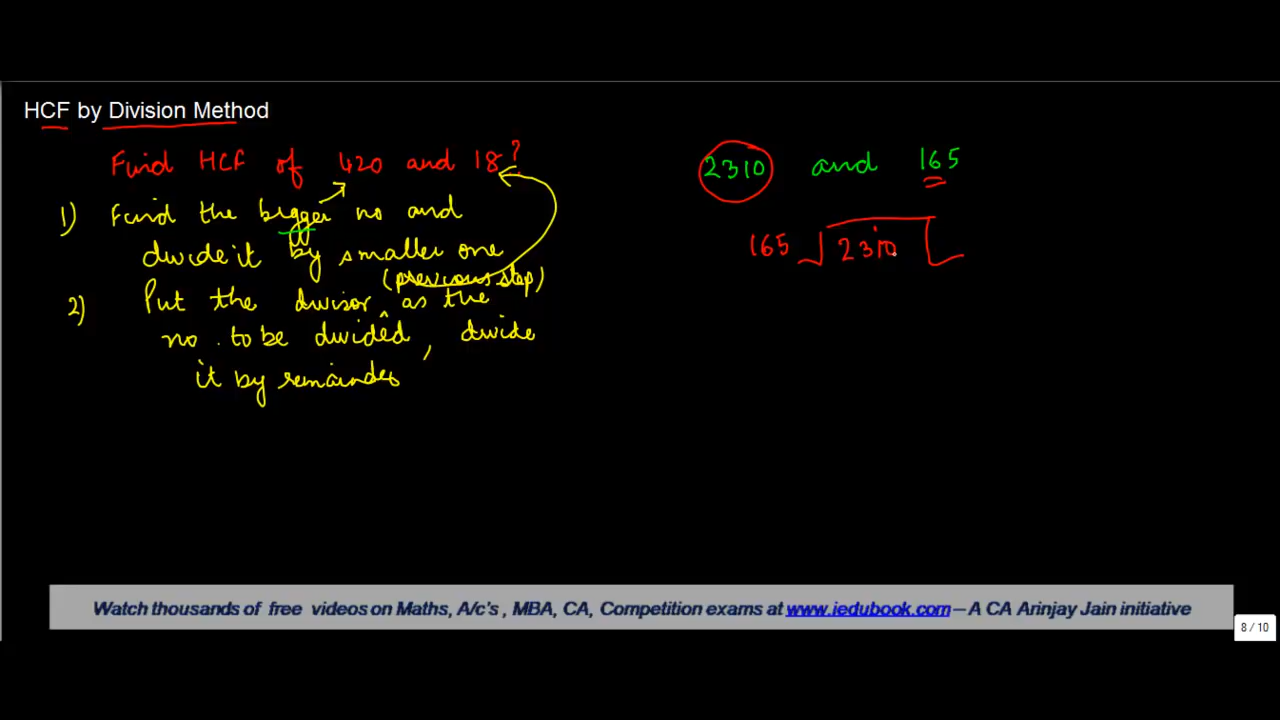 HCF by Division Method
Find HCF of 420 and 18?
1) Find the bigger no and
divide it by smaller one
(previous step)
2) Put the divisor ^ as the
no. to be divided, divide
it by remainder
2310 and 165
165 2310
Watch thousands of free videos on Maths, A/c's , MBA, CA, Competition exams at www.iedubook.com – A CA Arinjay Jain initiative
8 / 10